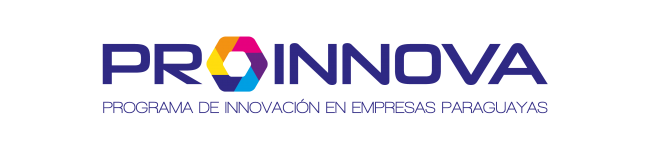 PROINNOVA
PROGRAMA DE INNOVACIÓN EN EMPRESAS PARAGUAYAS